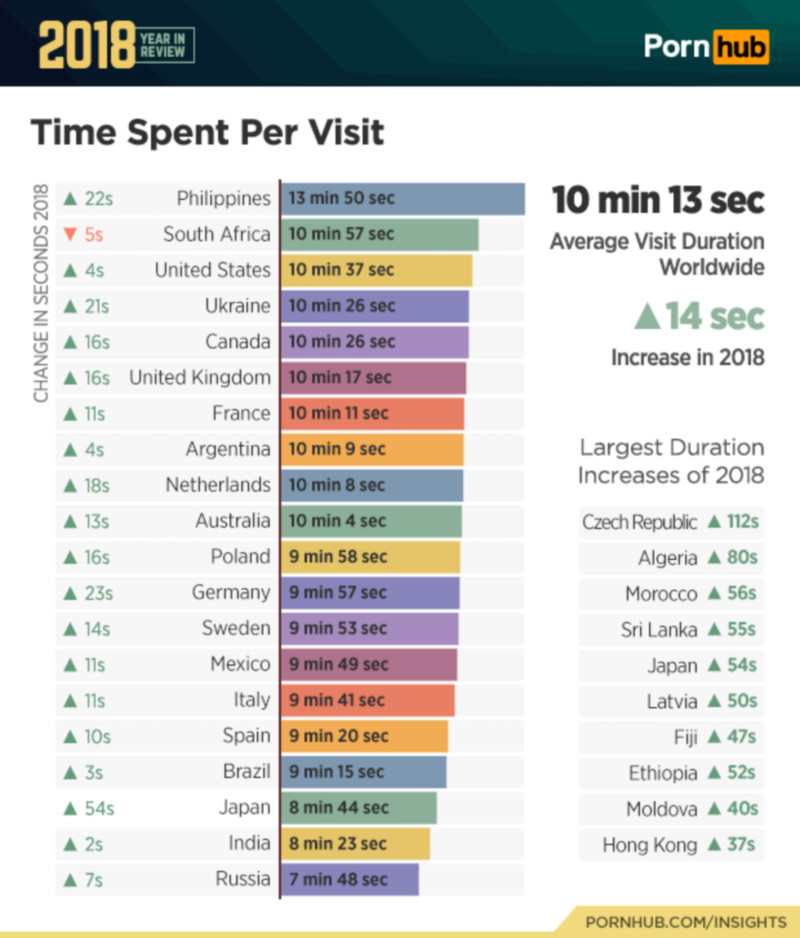 2018 YEAR IN
REVIEW
Porn hub
Time Spent Per Visit
CHANGE IN SECONDS 2018
▲ 22s Philippines 13 min 50 sec
▼ 5s South Africa 10 min 57 sec
▲ 4s United States 10 min 37 sec
▲ 21s Ukraine 10 min 26 sec
▲ 16s Canada 10 min 26 sec
▲ 16s United Kingdom 10 min 17 sec
▲ 11s France 10 min 11 sec
▲ 4s Argentina 10 min 9 sec
▲ 18s Netherlands 10 min 8 sec
▲ 13s Australia 10 min 4 sec
▲ 16s Poland 9 min 58 sec
▲ 23s Germany 9 min 57 sec
▲ 14s Sweden 9 min 53 sec
▲ 11s Mexico 9 min 49 sec
▲ 11s Italy 9 min 41 sec
▲ 10s Spain 9 min 20 sec
▲ 3s Brazil 9 min 15 sec
▲ 54s Japan 8 min 44 sec
▲ 2s India 8 min 23 sec
▲ 7s Russia 7 min 48 sec
10 min 13 sec
Average Visit Duration
Worldwide
▲ 14 sec
Increase in 2018
Largest Duration
Increases of 2018
Czech Republic ▲ 112s
Algeria ▲ 80s
Morocco ▲ 56s
Sri Lanka ▲ 55s
Japan ▲ 54s
Latvia ▲ 50s
Fiji ▲ 47s
Ethiopia ▲ 52s
Moldova ▲ 40s
Hong Kong ▲ 37s
PORNHUB.COM/INSIGHTS